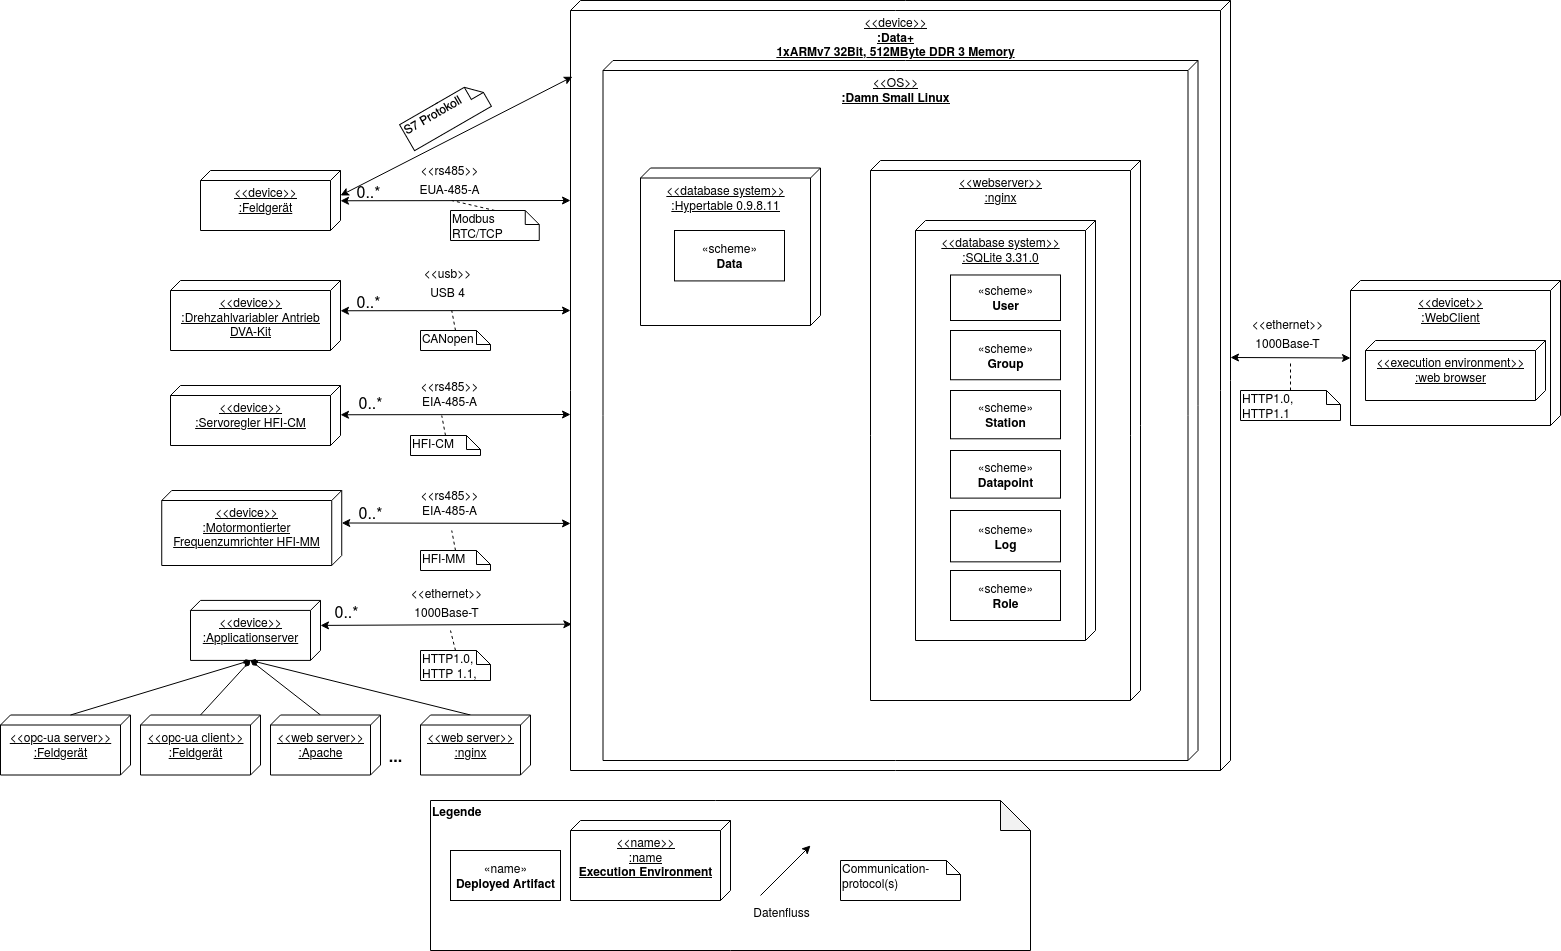 <<device>>
:Data+
1xARMv7 32Bit, 512MByte DDR 3 Memory
<<OS>>
:Damn Small Linux
S7 Protokoll
<<device>>
:Feldgerät
0..*
<<rs485>>
EUA-485-A
Modbus
RTC/TCP
<<device>>
:Drehzahlvariabler Antrieb
DVA-Kit
0..*
<<usb>>
USB 4
CANopen
<<device>>
:Servoregler HFI-CM
0..*
<<rs485>>
EIA-485-A
HFI-CM
<<device>>
:Motormontierter
Frequenzumrichter HFI-MM
0..*
<<rs485>>
EIA-485-A
HFI-MM
<<device>>
:Applicationserver
0..*
<<ethernet>>
1000Base-T
HTTP1.0,
HTTP 1.1,
<<opc-ua server>>
:Feldgerät
<<opc-ua client>>
:Feldgerät
<<web server>>
:Apache
...
<<web server>>
:nginx
<<database system>>
:Hypertable 0.9.8.11
«scheme»
Data
<<webserver>>
:nginx
<<database system>>
:SQLite 3.31.0
«scheme»
User
«scheme»
Group
«scheme»
Station
«scheme»
Datapoint
«scheme»
Log
«scheme»
Role
<<ethernet>>
1000Base-T
HTTP1.0,
HTTP1.1
<<devicet>>
:WebClient
<<execution environment>>
:web browser
Legende
«name»
Deployed Artifact
<<name>>
:name
Execution Environment
Datenfluss
Communication-
protocol(s)